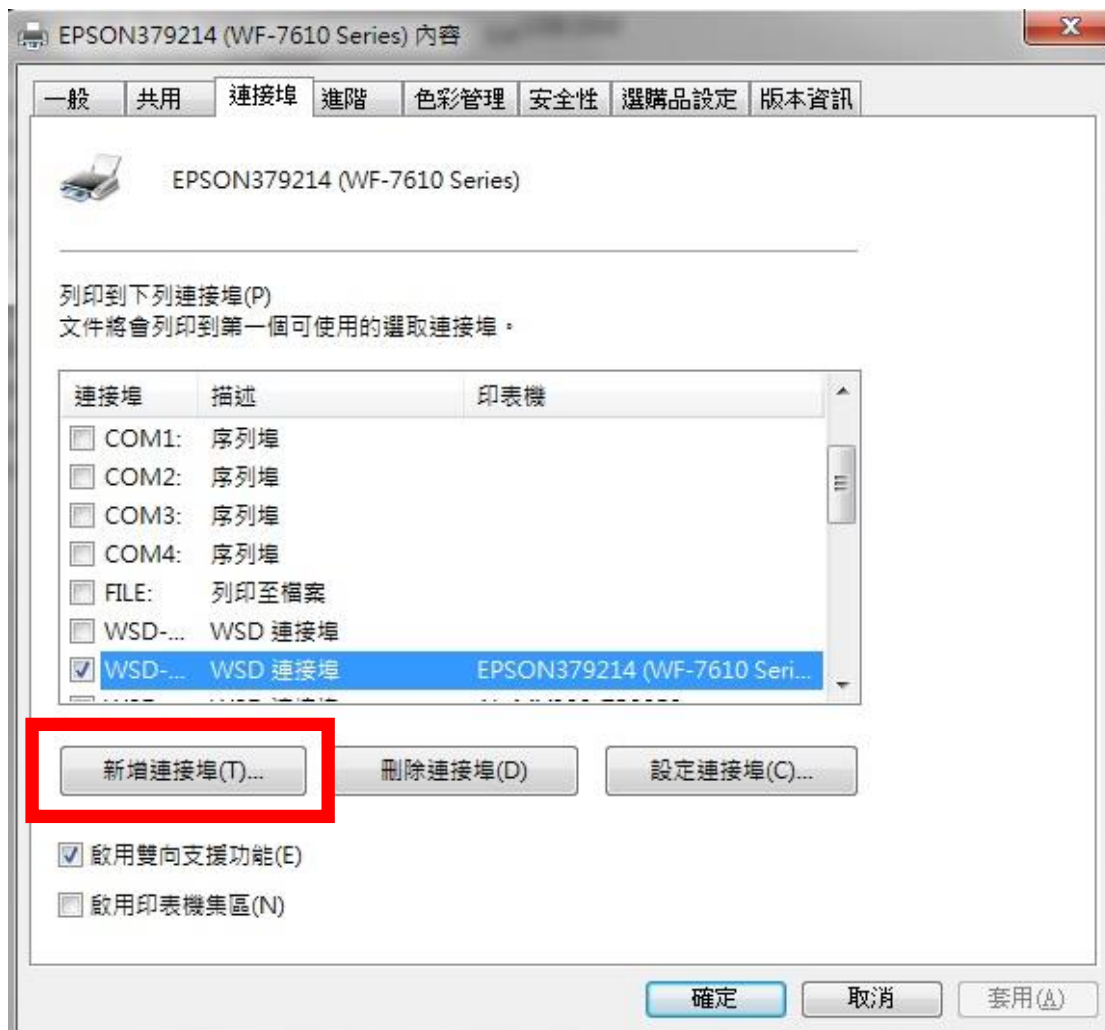 EPSON379214 (WF-7610 Series) 內容
一般 共用 連接埠 進階 色彩管理 安全性 選購品設定 版本資訊
EPSON379214 (WF-7610 Series)
列印到下列連接埠(P)
文件將會列印到第一個可使用的選取連接埠。
連接埠 描述 印表機
COM1: 序列埠
COM2: 序列埠
COM3: 序列埠
COM4: 序列埠
FILE: 列印至檔案
WSD-... WSD 連接埠
WSD-... WSD 連接埠 EPSON379214 (WF-7610 Seri...
新增連接埠(T)... 刪除連接埠(D) 設定連接埠(C)...
啟用雙向支援功能(E)
啟用印表機集區(N)
確定 取消 套用(A)